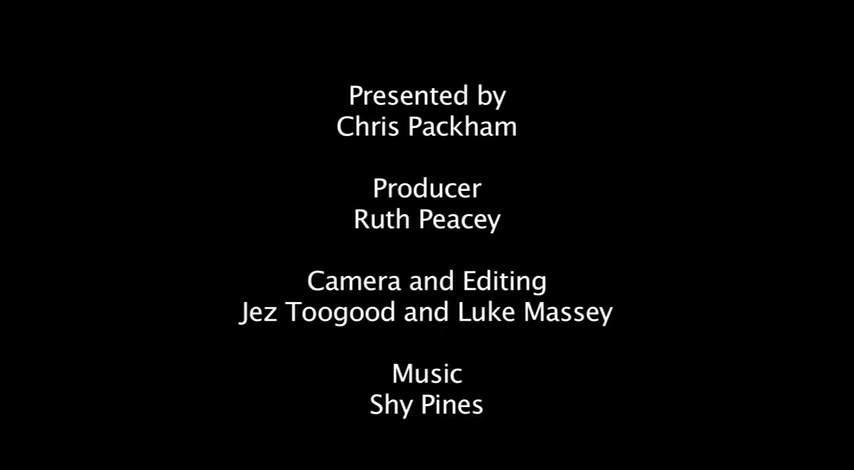 Presented by
Chris Packham
Producer
Ruth Peacey
Camera and Editing
Jez Toogood and Luke Massey
Music
Shy Pines